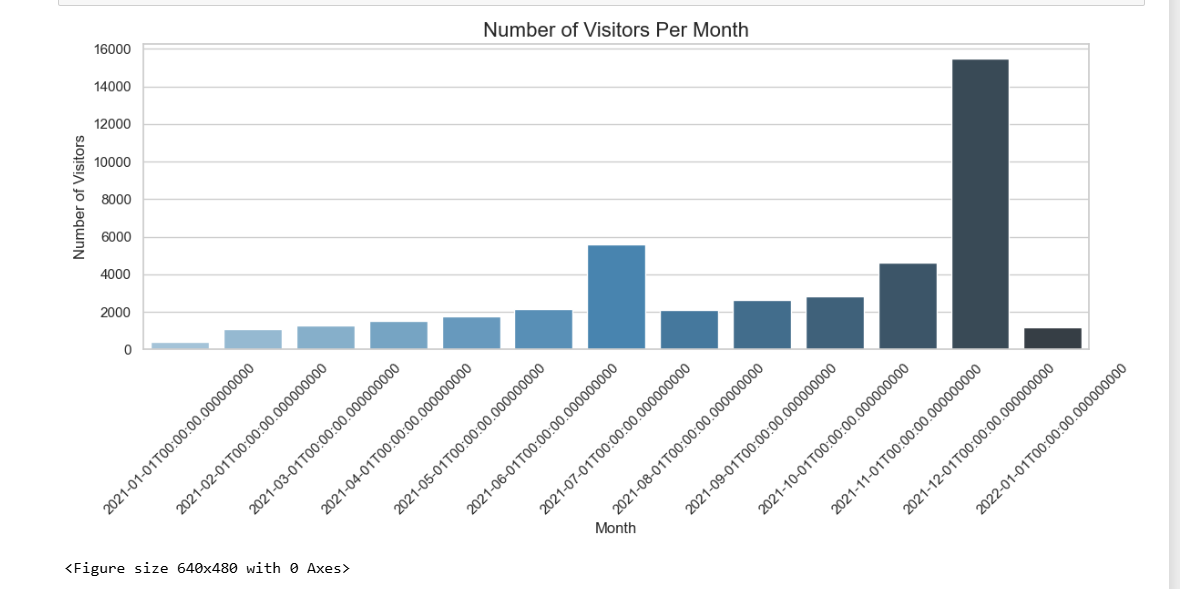 Number of Visitors Per Month
Number of Visitors
16000
14000
12000
10000
8000
6000
4000
2000
0
2021-01-01T00:00:00.000000000
2021-02-01T00:00:00.000000000
2021-03-01T00:00:00.000000000
2021-04-01T00:00:00.000000000
2021-05-01T00:00:00.000000000
2021-06-01T00:00:00.000000000
2021-07-01T00:00:00.000000000
2021-08-01T00:00:00.000000000
2021-09-01T00:00:00.000000000
2021-10-01T00:00:00.000000000
2021-11-01T00:00:00.000000000
2021-12-01T00:00:00.000000000
2022-01-01T00:00:00.000000000
Month
<Figure size 640x480 with 0 Axes>